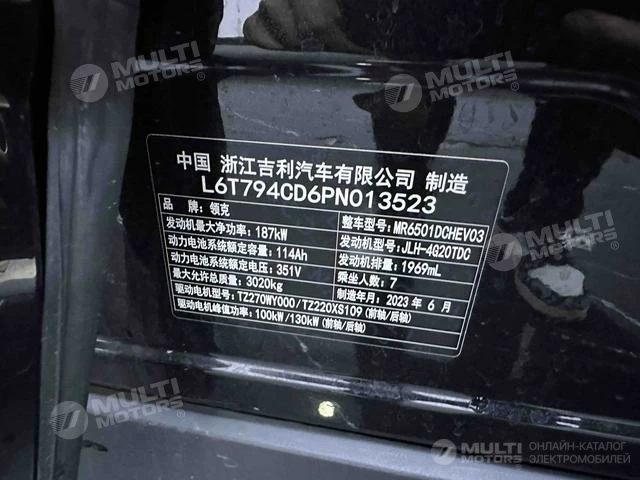 MULTI MOTORS®
MULTI MOTORS®
中国 浙江吉利汽车有限公司 制造
L6T794CD6PN013523
品牌：领克
整车型号：MR6501DCHEV03
发动机最大净功率：187kW
发动机型号：JLH-4G20TDC
动力电池系统额定容量：114Ah
发动机排量：1969mL
动力电池系统额定电压：351V
乘坐人数：7
最大允许总质量：3020kg
制造年月：2023 年 6 月
驱动电机型号：TZ270WY000/TZ220XS109 (前轴/后轴)
驱动电机峰值功率：100kW/130kW (前轴/后轴)
MULTI MOTORS®
MULTI MOTORS®
MULTI MOTORS®
ОНЛАЙН-КАТАЛОГ
ЭЛЕКТРОМОБИЛЕЙ